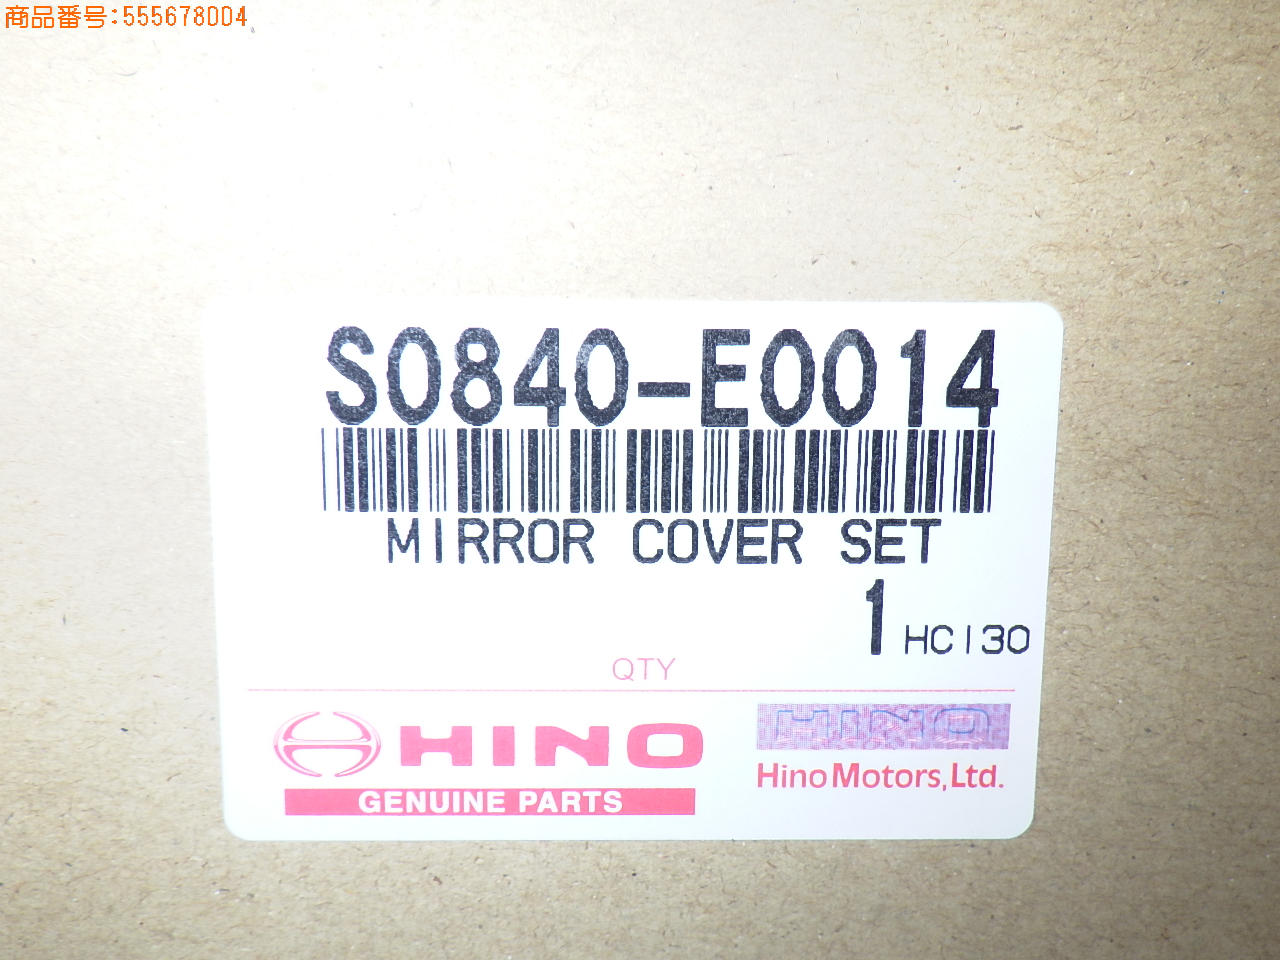 商品番号:555678004
S0840-E0014
MIRROR COVER SET
1 HC130
QTY
HINO
GENUINE PARTS
HINO
Hino Motors, Ltd.